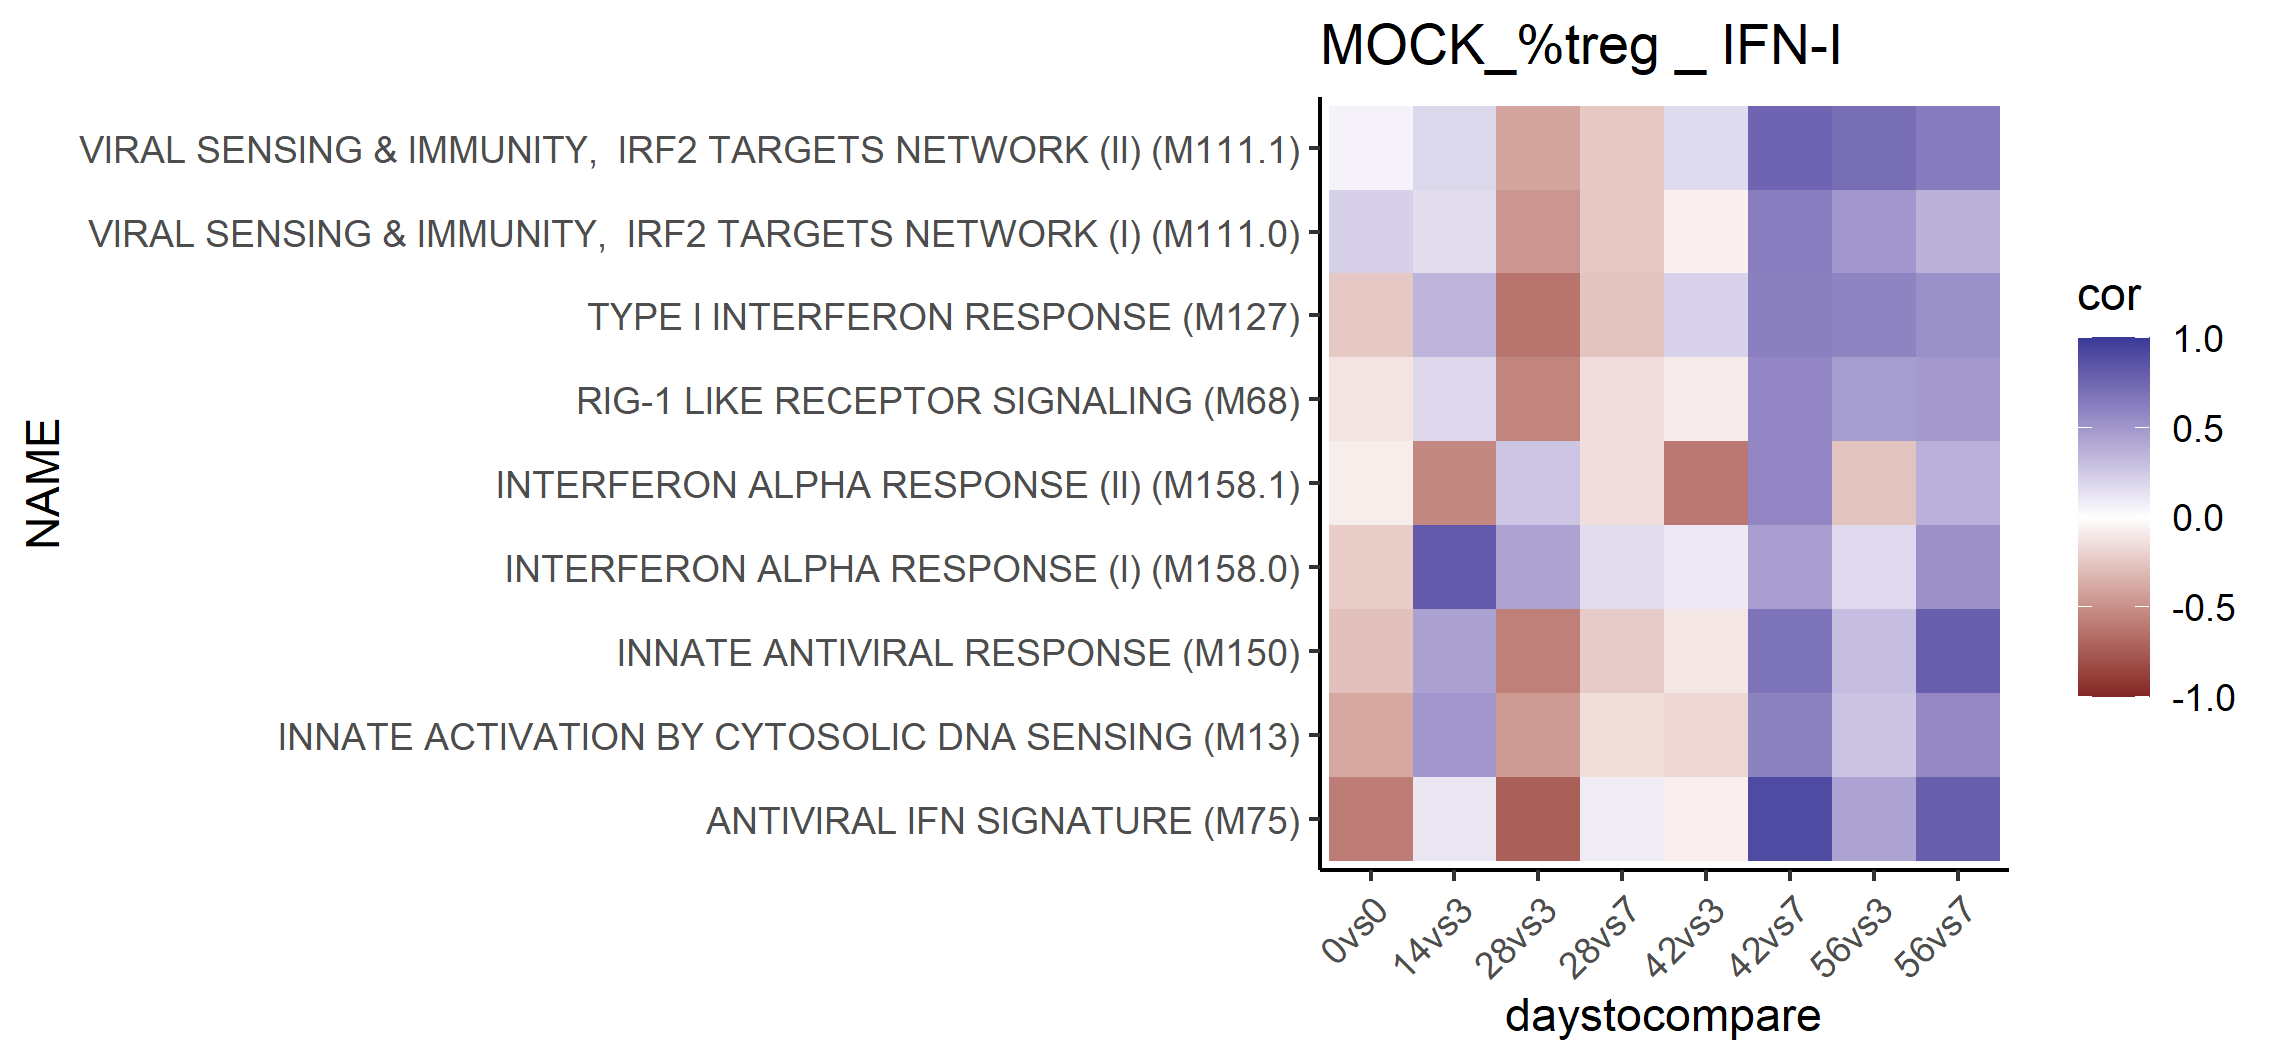 MOCK_%treg _ IFN-I
VIRAL SENSING & IMMUNITY,  IRF2 TARGETS NETWORK (II) (M111.1)
VIRAL SENSING & IMMUNITY,  IRF2 TARGETS NETWORK (I) (M111.0)
TYPE I INTERFERON RESPONSE (M127)
RIG-1 LIKE RECEPTOR SIGNALING (M68)
INTERFERON ALPHA RESPONSE (II) (M158.1)
INTERFERON ALPHA RESPONSE (I) (M158.0)
INNATE ANTIVIRAL RESPONSE (M150)
INNATE ACTIVATION BY CYTOSOLIC DNA SENSING (M13)
ANTIVIRAL IFN SIGNATURE (M75)
NAME
0vs0
14vs3
28vs3
28vs7
42vs3
42vs7
56vs3
56vs7
daystocompare
cor
1.0
0.5
0.0
-0.5
-1.0